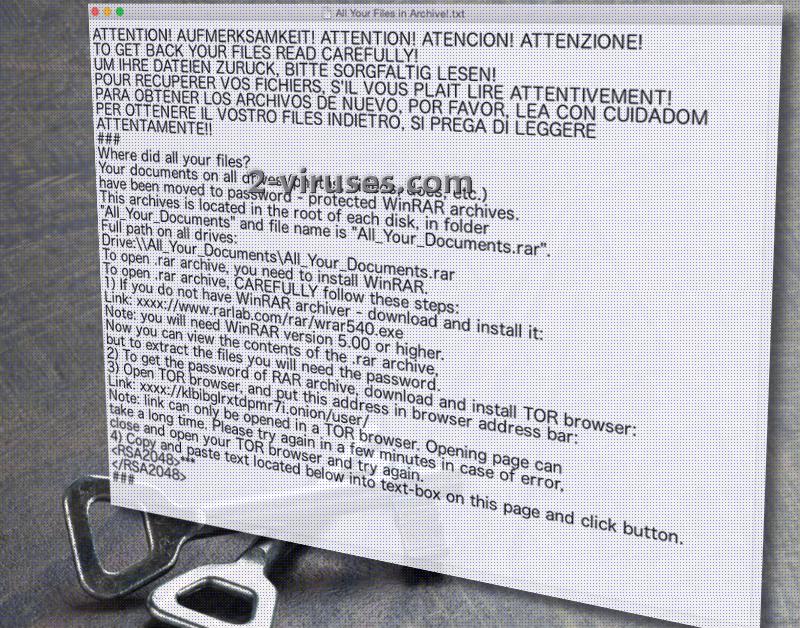 All Your Files in Archive!.txt
ATTENTION! AUFMERKSAMKEIT! ATTENTION! ATENCION! ATTENZIONE!
TO GET BACK YOUR FILES READ CAREFULLY!
UM IHRE DATEIEN ZURUCK, BITTE SORGFALTIG LESEN!
POUR RECUPERER VOS FICHIERS, S'IL VOUS PLAIT LIRE ATTENTIVEMENT!
PARA OBTENER LOS ARCHIVOS DE NUEVO, POR FAVOR, LEA CON CUIDADOM
PER OTTENERE IL VOSTRO FILES INDIETRO, SI PREGA DI LEGGERE
ATTENTAMENTE!!
###
Where did all your files?
Your documents on all etc.)
2-viruses.com
have been moved to password - protected WinRAR archives.
This archives is located in the root of each disk, in folder
"All_Your_Documents" and file name is "All_Your_Documents.rar".
Full path on all drives:
Drive:\\All_Your_Documents\All_Your_Documents.rar
To open .rar archive, you need to install WinRAR.
To open .rar archive, CAREFULLY follow these steps:
1) If you do not have WinRAR archiver - download and install it:
Link: xxxx://www.rarlab.com/rar/wrar540.exe
Note: you will need WinRAR version 5.00 or higher.
Now you can view the contents of the .rar archive,
but to extract the files you will need the password.
2) To get the password of RAR archive, download and install TOR browser:
3) Open TOR browser, and put this address in browser address bar:
Link: xxxx://klbibglrxtdpmr7i.onion/user/
Note: link can only be opened in a TOR browser. Opening page can
take a long time. Please try again in a few minutes in case of error,
close and open your TOR browser and try again.
4) Copy and paste text located below into text-box on this page and click button.
<RSA2048>***
</RSA2048>
###